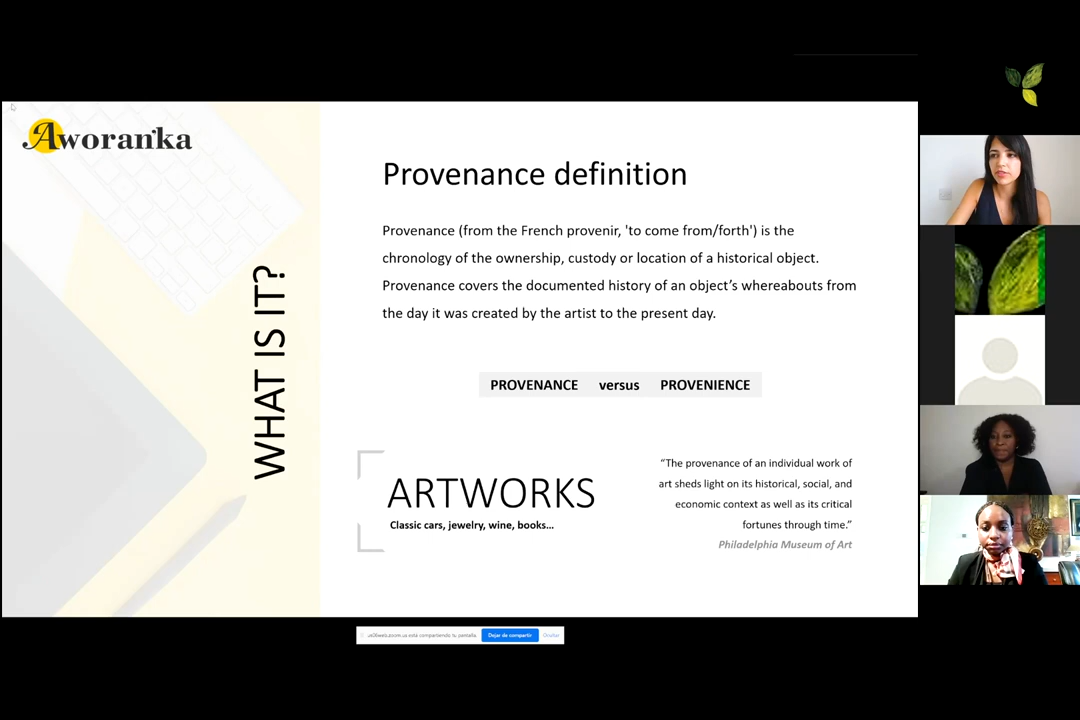 Aworanka
WHAT IS IT?
Provenance definition
Provenance (from the French provenir, 'to come from/forth') is the
chronology of the ownership, custody or location of a historical object.
Provenance covers the documented history of an object’s whereabouts from
the day it was created by the artist to the present day.
PROVENANCE versus PROVENIENCE
ARTWORKS
Classic cars, jewelry, wine, books...
“The provenance of an individual work of
art sheds light on its historical, social, and
economic context as well as its critical
fortunes through time.”
Philadelphia Museum of Art
está compartiendo tu pantalla. Dejar de compartir Ocultar